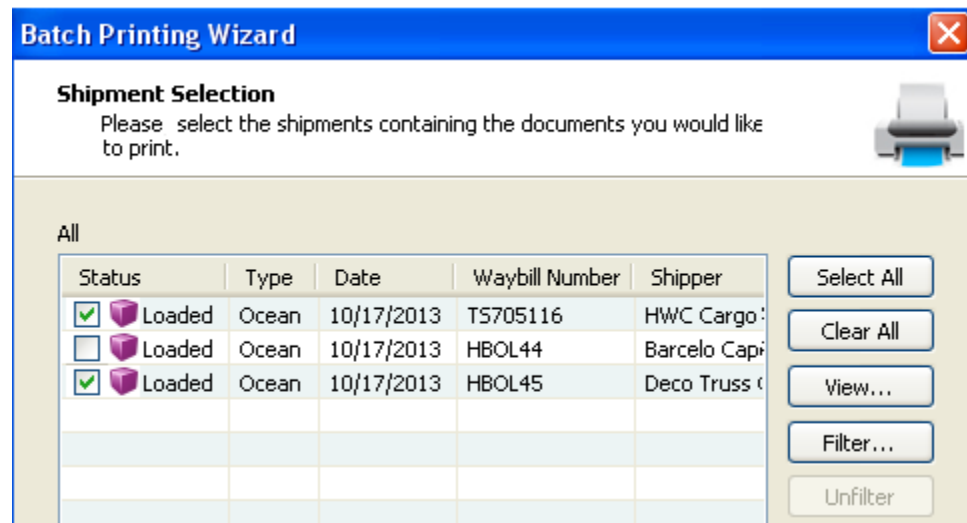 Batch Printing Wizard
Shipment Selection
Please select the shipments containing the documents you would like
to print.
All
Status Type Date Waybill Number Shipper
Loaded Ocean 10/17/2013 TS705116 HWC Cargo
Loaded Ocean 10/17/2013 HBOL44 Barcelo
Loaded Ocean 10/17/2013 HBOL45 Deco Truss
Select All
Clear All
View...
Filter...
Unfilter